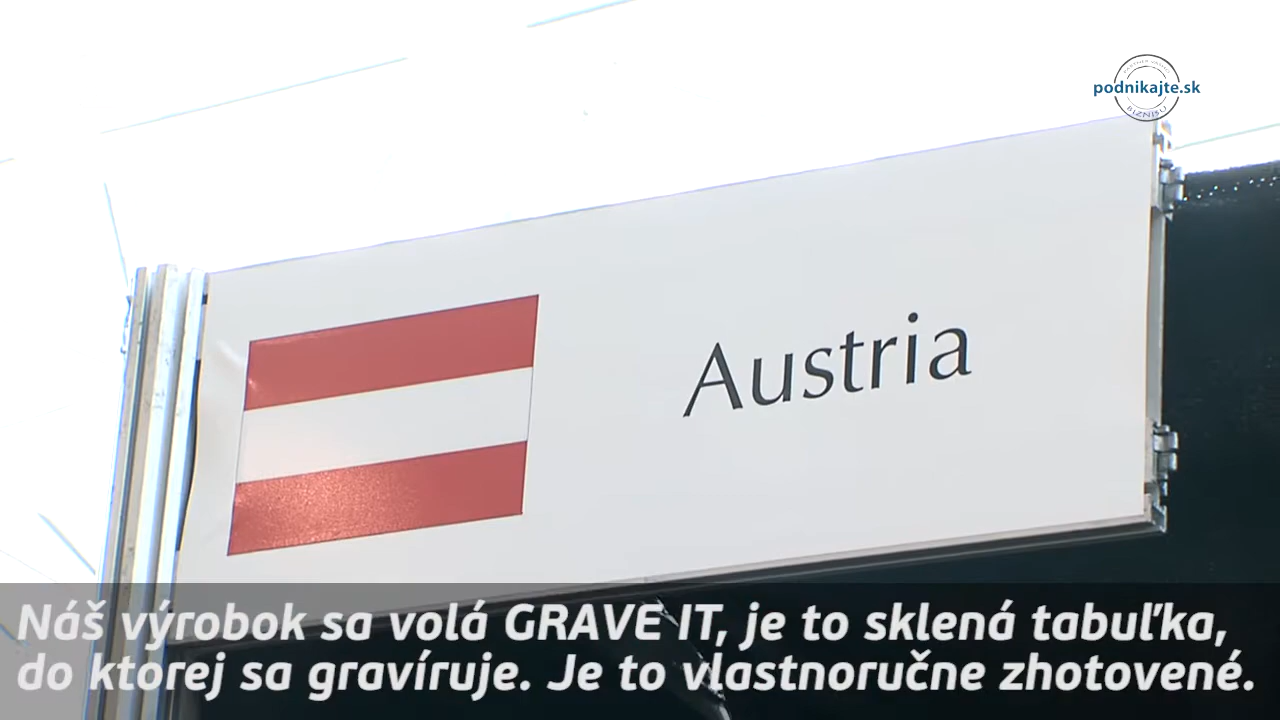 podnikajte.sk
BIZNISU
Austria
Náš výrobok sa volá GRAVE IT, je to sklená tabuľka,
do ktorej sa gravíruje. Je to vlastnoručne zhotovené.